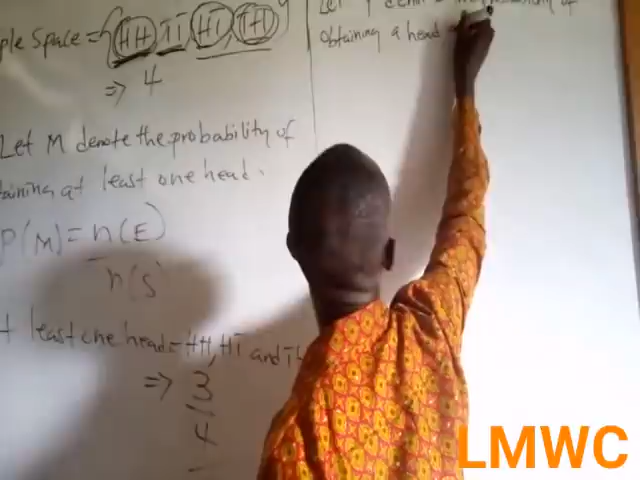 ple Space = {HH, TT, HT, TH}
=> 4
Let M denote the probability of
taining at least one head.
P(M) = n(E)
n(S)
t least one head = HH, HT and T
=> 3
4
Let Y
obtaining a head
of
LMWC